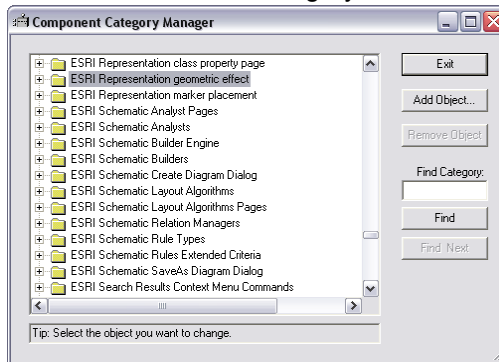 Component Category Manager
ESRI Representation class property page
ESRI Representation geometric effect
ESRI Representation marker placement
ESRI Schematic Analyst Pages
ESRI Schematic Analysts
ESRI Schematic Builder Engine
ESRI Schematic Builders
ESRI Schematic Create Diagram Dialog
ESRI Schematic Layout Algorithms
ESRI Schematic Layout Algorithms Pages
ESRI Schematic Relation Managers
ESRI Schematic Rule Types
ESRI Schematic Rules Extended Criteria
ESRI Schematic SaveAs Diagram Dialog
ESRI Search Results Context Menu Commands
Exit
Add Object...
Remove Object
Find Category:
Find
Find Next
Tip: Select the object you want to change.